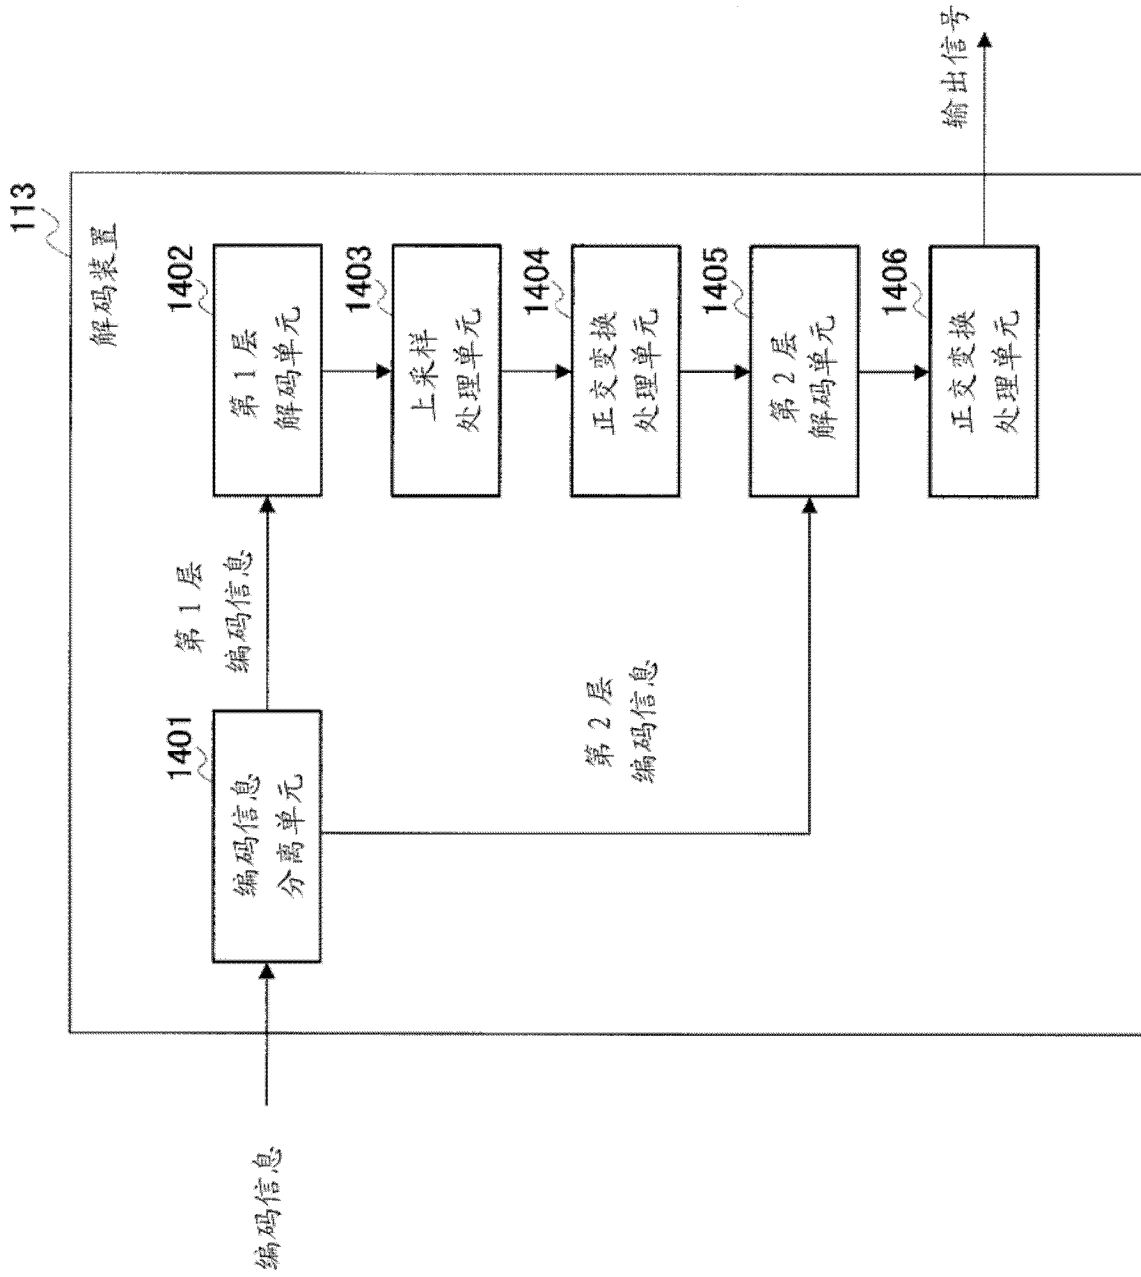 113
解码装置
编码信息
1401
编码信息
分离单元
第1层
编码信息
1402
第1层
解码单元
1403
上采样
处理单元
1404
正交变换
处理单元
第2层
编码信息
1405
第2层
解码单元
1406
正交变换
处理单元
输出信号